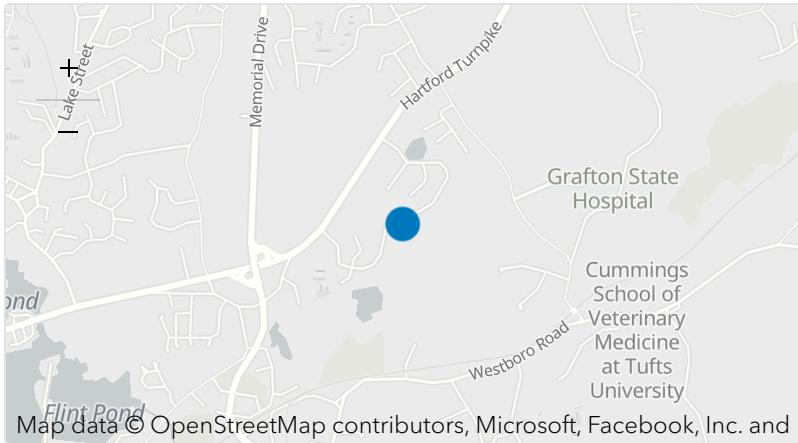 Lake Street
Memorial Drive
Hartford Turnpike
Grafton State
Hospital
Cummings
School of
Veterinary
Medicine
at Tufts
University
ond
Westboro Road
Flint Pond
Map data © OpenStreetMap contributors, Microsoft, Facebook, Inc. and